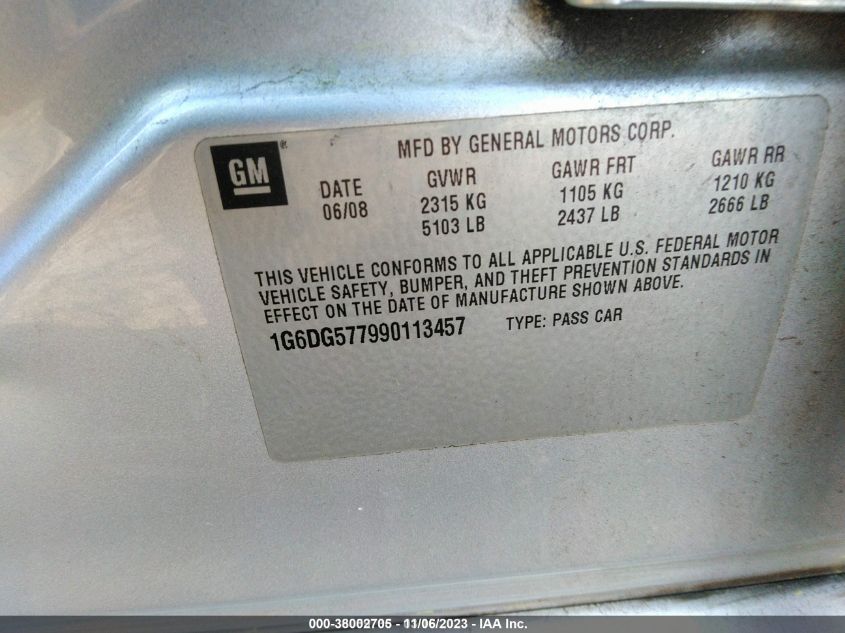 GM
MFD BY GENERAL MOTORS CORP.
DATE GVWR GAWR FRT GAWR RR
06/08 2315 KG 1105 KG 1210 KG
5103 LB 2437 LB 2666 LB
THIS VEHICLE CONFORMS TO ALL APPLICABLE U.S. FEDERAL MOTOR
VEHICLE SAFETY, BUMPER, AND THEFT PREVENTION STANDARDS IN
EFFECT ON THE DATE OF MANUFACTURE SHOWN ABOVE.
1G6DG577990113457 TYPE: PASS CAR
000-38002705 - 11/06/2023 - IAA Inc.